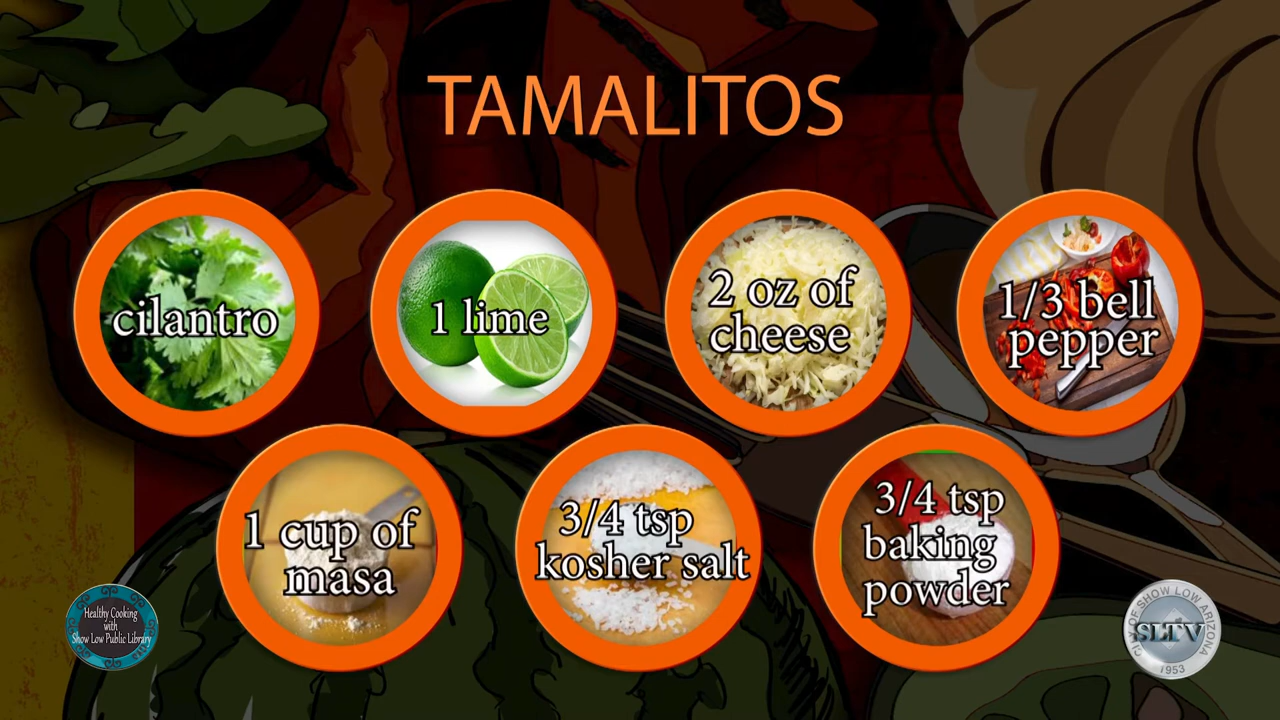 TAMALITOS
cilantro
1 lime
2 oz of
cheese
1/3 bell
pepper
1 cup of
masa
3/4 tsp
kosher salt
3/4 tsp
baking
powder
Healthy Cooking
with
Show Low Public Library
CITY OF SHOW LOW ARIZONA
SLTV
1953